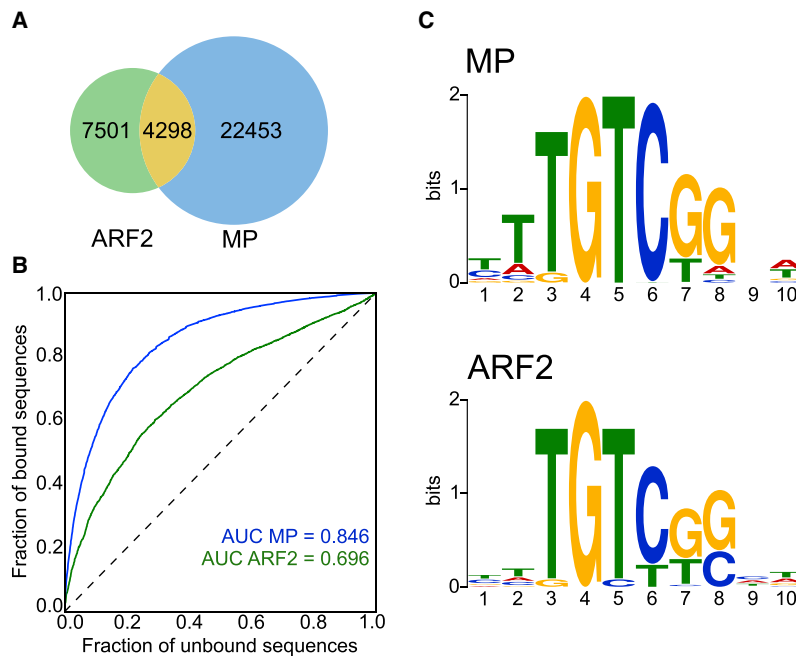 A
7501 4298 22453
ARF2 MP
B
1.0
0.8
0.6
0.4
0.2
0.0
Fraction of bound sequences
AUC MP = 0.846
AUC ARF2 = 0.696
0.0 0.2 0.4 0.6 0.8 1.0
Fraction of unbound sequences
C
MP
2
1
0
bits
T T T G T C G G A
C A G T A T
1 2 3 4 5 6 7 8 9 10
ARF2
2
1
0
bits
T G T C G G
T T C
1 2 3 4 5 6 7 8 9 10